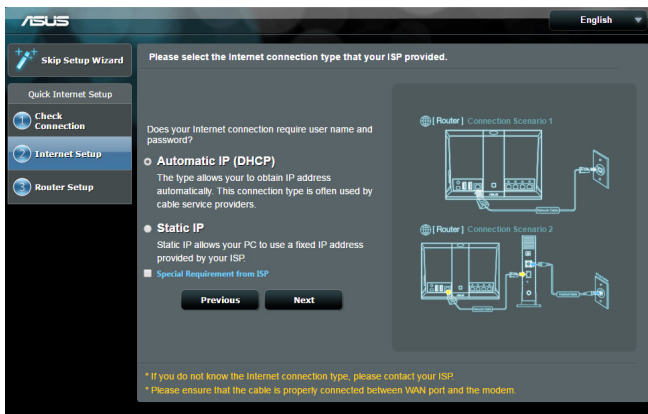 ASUS
English
Skip Setup Wizard
Please select the Internet connection type that your ISP provided.
Quick Internet Setup
1 Check
Connection
2 Internet Setup
3 Router Setup
Does your Internet connection require user name and
password?
Automatic IP (DHCP)
The type allows your to obtain IP address
automatically. This connection type is often used by
cable service providers.
Static IP
Static IP allows your PC to use a fixed IP address
provided by your ISP.
Special Requirement from ISP
Previous Next
[ Router ] Connection Scenario 1
[ Router ] Connection Scenario 2
* If you do not know the Internet connection type, please contact your ISP.
* Please ensure that the cable is properly connected between WAN port and the modem.